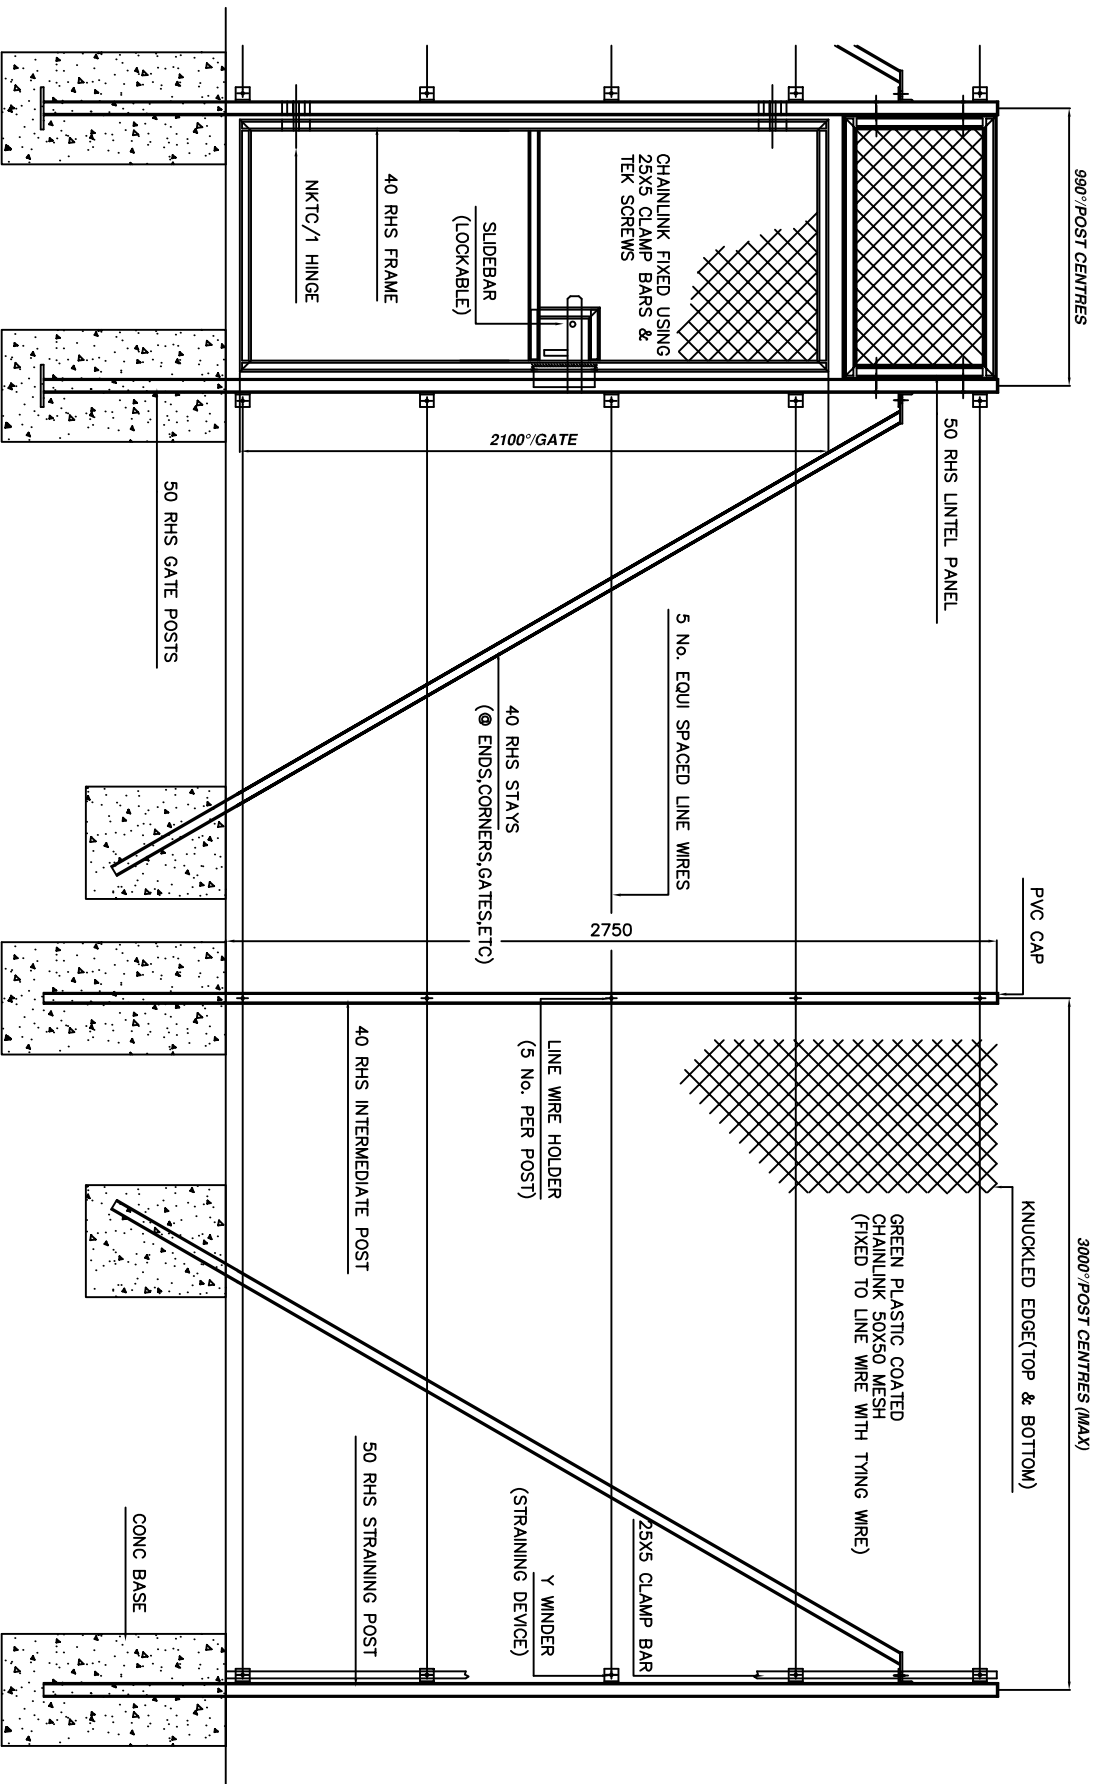 990°/POST CENTRES
3000°/POST CENTRES (MAX)
50 RHS LINTEL PANEL
PVC CAP
KNUCKLED EDGE(TOP & BOTTOM)
GREEN PLASTIC COATED
CHAINLINK 50X50 MESH
(FIXED TO LINE WIRE WITH TYING WIRE)
CHAINLINK FIXED USING
25X5 CLAMP BARS &
TEK SCREWS
5 No. EQUI SPACED LINE WIRES
2750
25X5 CLAMP BAR
SLIDEBAR
(LOCKABLE)
2100°/GATE
40 RHS STAYS
(@ ENDS,CORNERS,GATES,ETC)
LINE WIRE HOLDER
(5 No. PER POST)
Y WINDER
(STRAINING DEVICE)
40 RHS FRAME
NKTC/1 HINGE
40 RHS INTERMEDIATE POST
50 RHS STRAINING POST
50 RHS GATE POSTS
CONC BASE